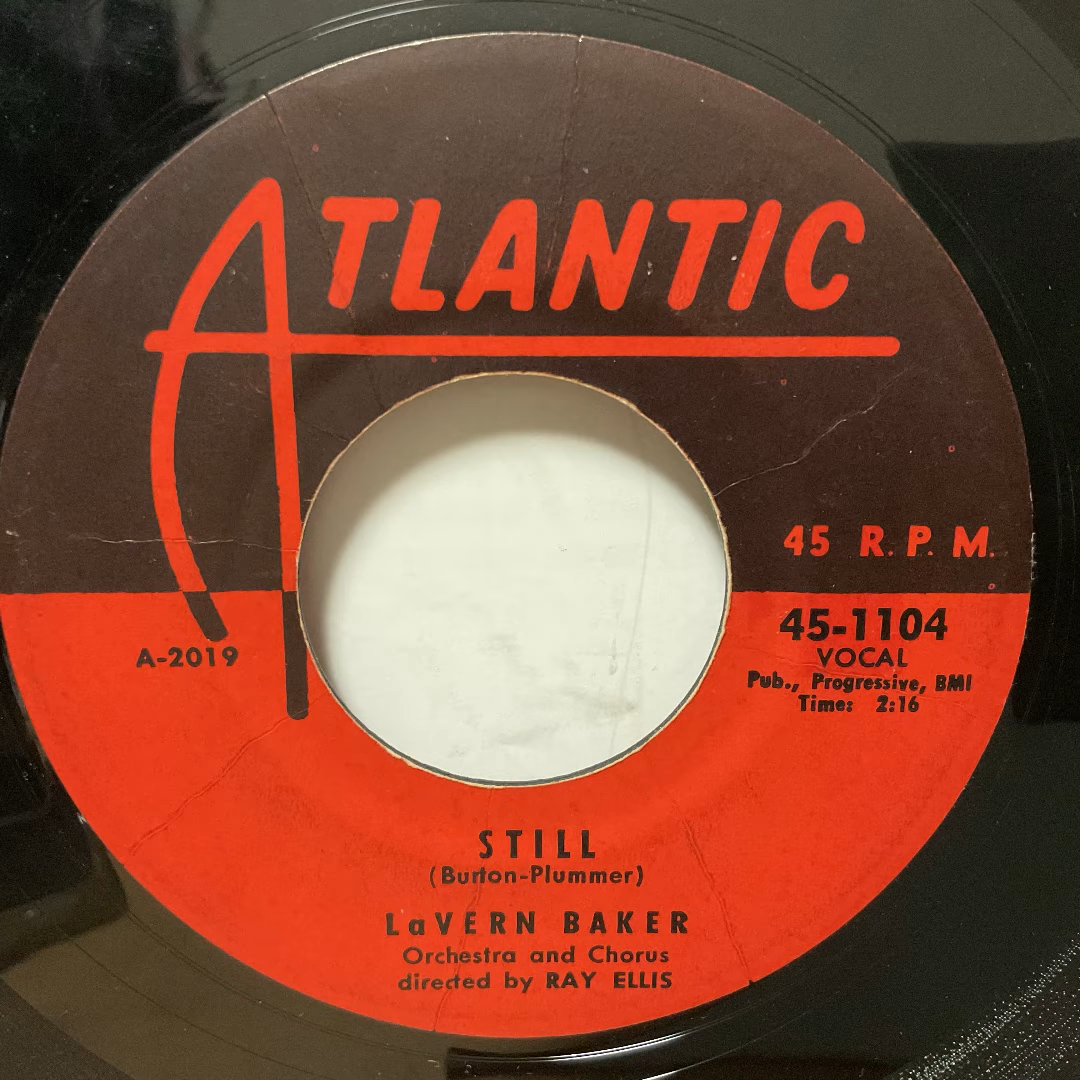 ATLANTIC
45 R.P.M.
45-1104
A-2019
VOCAL
Pub., Progressive, BMI
Time: 2:16
STILL
(Burton-Plummer)
LaVERN BAKER
Orchestra and Chorus
directed by RAY ELLIS